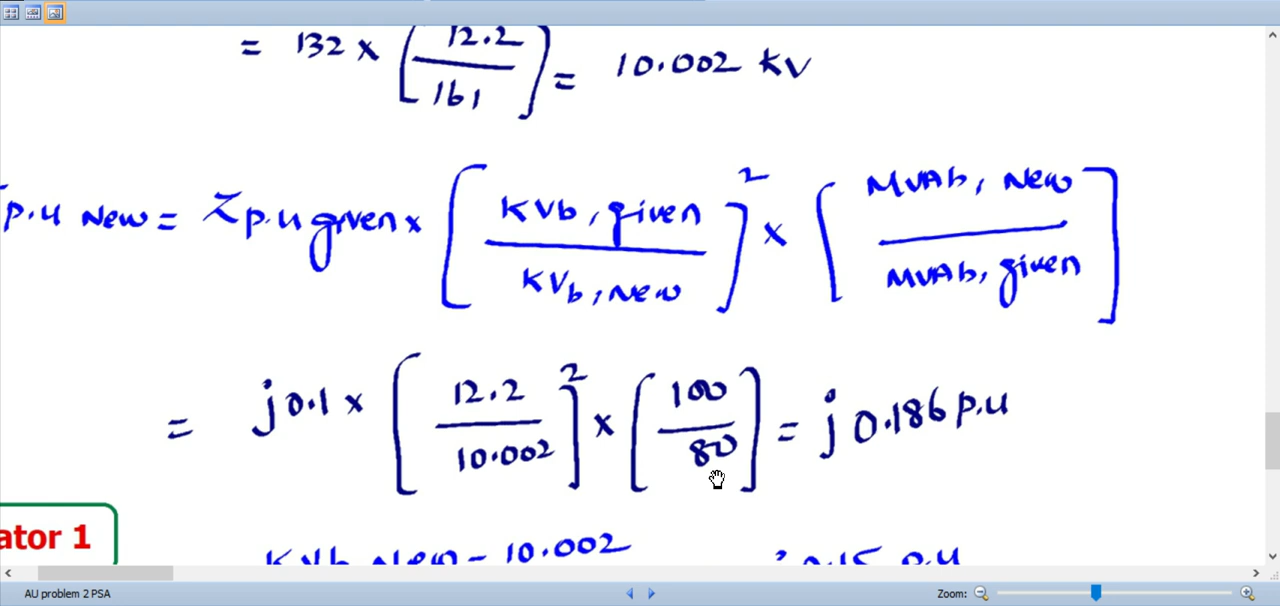 = 132 x [ 12.2 / 161 ] = 10.002 kV
p.u New = Zp.u given x [ KVb, given / KVb, New ]² x [ MVAb, New / MVAb, given ]
= j0.1 x [ 12.2 / 10.002 ]² x [ 100 / 80 ] = j 0.186 p.u
ator 1
KVb New = 10.002
AU problem 2 PSA
Zoom: